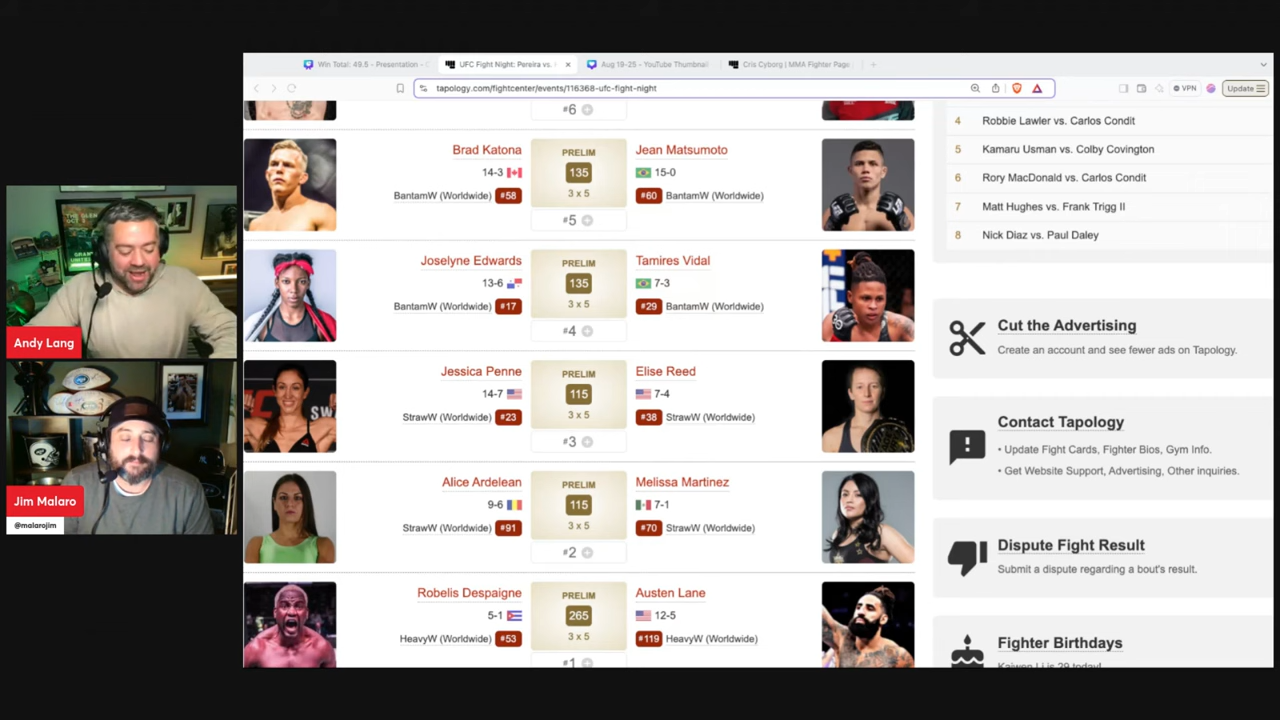 Win Total: 49.5 - Presentation -
UFC Fight Night: Pereira vs.
Aug 19-25 - YouTube Thumbnail
Cris Cyborg | MMA Fighter Page
tapology.com/fightcenter/events/116368-ufc-fight-night
VPN
Update
#6
Brad Katona
14-3
BantamW (Worldwide) #58
PRELIM
135
3 x 5
#5
Jean Matsumoto
15-0
#60 BantamW (Worldwide)
Joselyne Edwards
13-6
BantamW (Worldwide) #17
PRELIM
135
3 x 5
#4
Tamires Vidal
7-3
#29 BantamW (Worldwide)
Jessica Penne
14-7
StrawW (Worldwide) #23
PRELIM
115
3 x 5
#3
Elise Reed
7-4
#38 StrawW (Worldwide)
Alice Ardelean
9-6
StrawW (Worldwide) #91
PRELIM
115
3 x 5
#2
Melissa Martinez
7-1
#70 StrawW (Worldwide)
Robelis Despaigne
5-1
HeavyW (Worldwide) #53
PRELIM
265
3 x 5
#1
Austen Lane
12-5
#119 HeavyW (Worldwide)
4 Robbie Lawler vs. Carlos Condit
5 Kamaru Usman vs. Colby Covington
6 Rory MacDonald vs. Carlos Condit
7 Matt Hughes vs. Frank Trigg II
8 Nick Diaz vs. Paul Daley
Cut the Advertising
Create an account and see fewer ads on Tapology.
Contact Tapology
• Update Fight Cards, Fighter Bios, Gym Info.
• Get Website Support, Advertising, Other inquiries.
Dispute Fight Result
Submit a dispute regarding a bout's result.
Fighter Birthdays
Kaiwen Li is 29 today!
Andy Lang
Jim Malaro
@malarojim